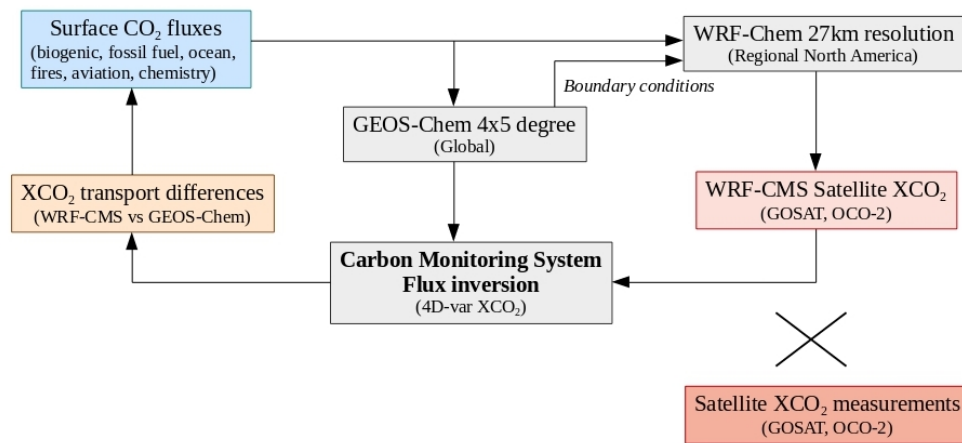 Surface CO₂ fluxes
(biogenic, fossil fuel, ocean,
fires, aviation, chemistry)
WRF-Chem 27km resolution
(Regional North America)
Boundary conditions
GEOS-Chem 4x5 degree
(Global)
XCO₂ transport differences
(WRF-CMS vs GEOS-Chem)
WRF-CMS Satellite XCO₂
(GOSAT, OCO-2)
Carbon Monitoring System
Flux inversion
(4D-var XCO₂)
Satellite XCO₂ measurements
(GOSAT, OCO-2)